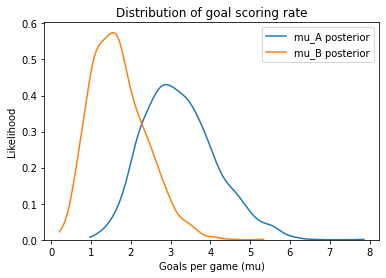 Distribution of goal scoring rate
mu_A posterior
mu_B posterior
Likelihood
0.6
0.5
0.4
0.3
0.2
0.1
0.0
0 1 2 3 4 5 6 7 8
Goals per game (mu)